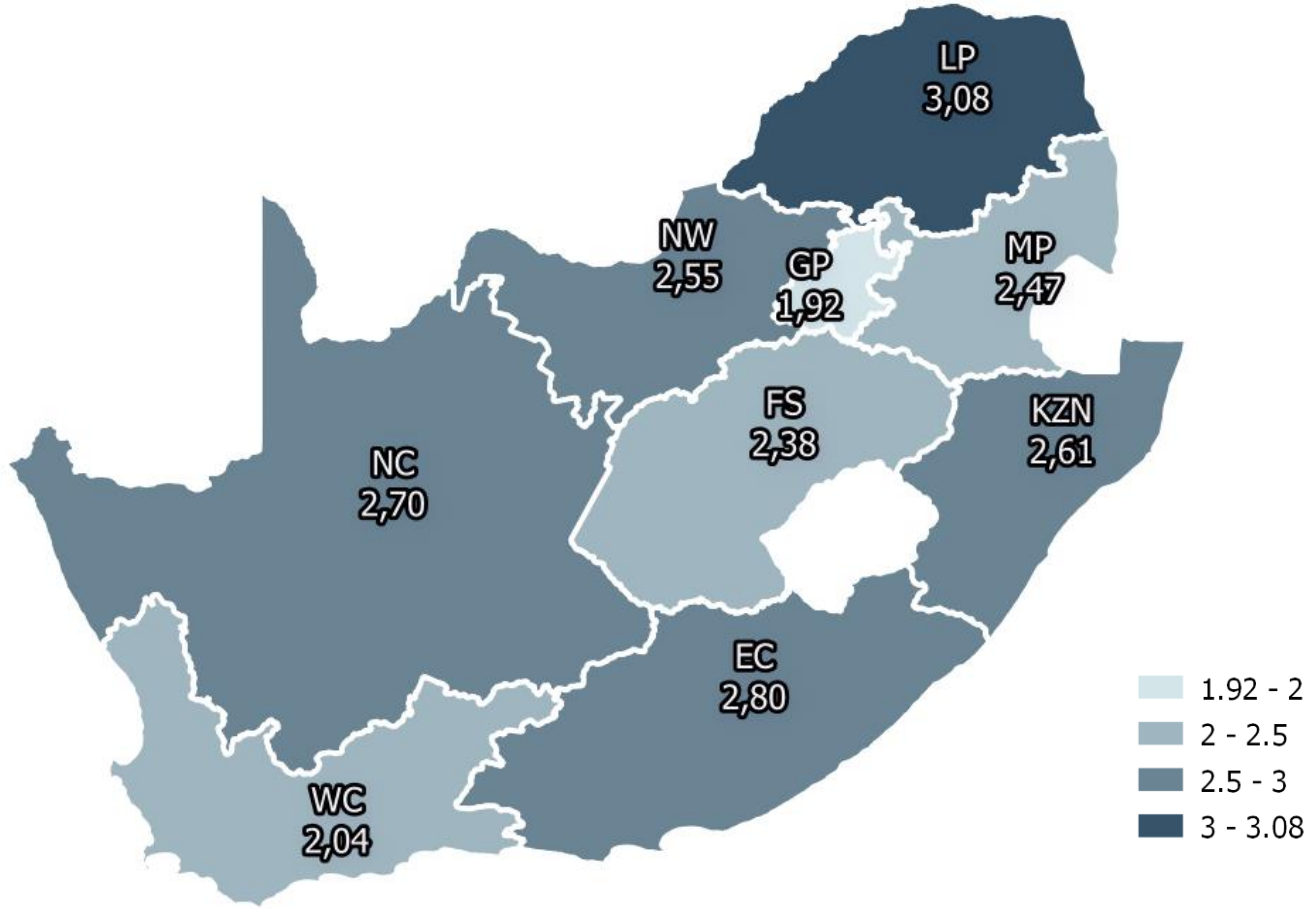 LP
3,08
NW
2,55
GP
1,92
MP
2,47
FS
2,38
KZN
2,61
NC
2,70
EC
2,80
WC
2,04
1.92 - 2
2 - 2.5
2.5 - 3
3 - 3.08